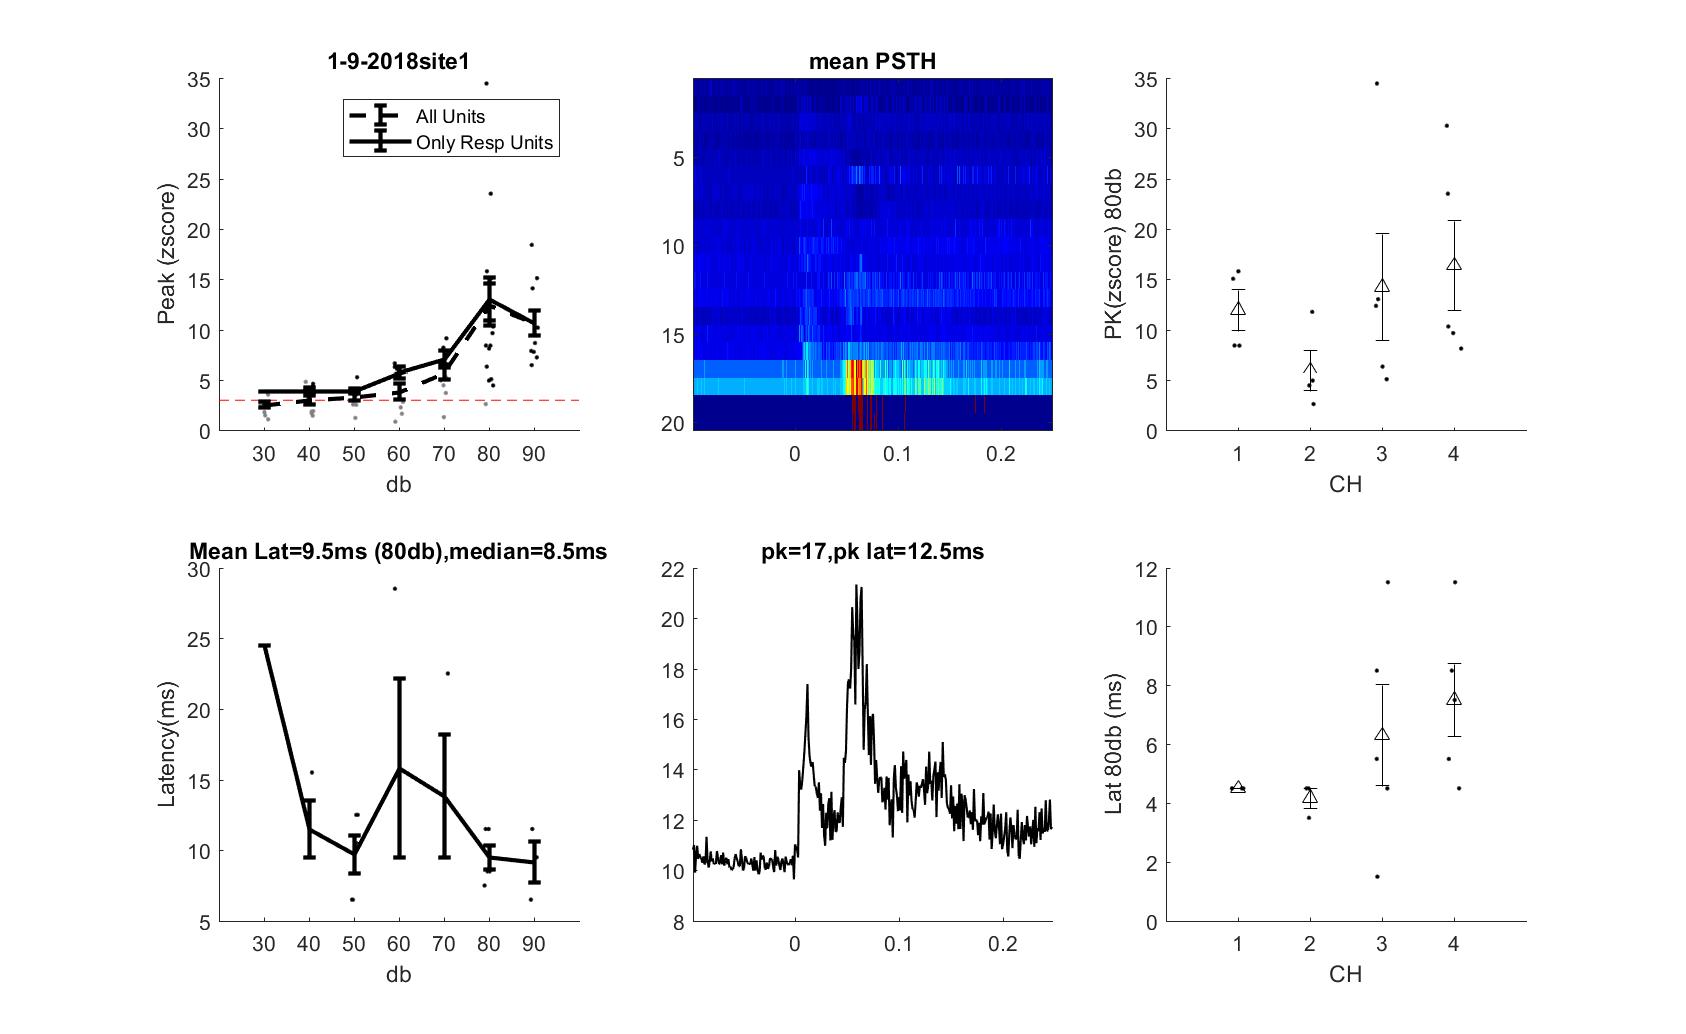 1-9-2018site1
35
30
25
20
15
10
5
0
Peak (zscore)
All Units
Only Resp Units
30 40 50 60 70 80 90
db
mean PSTH
5
10
15
20
0 0.1 0.2
35
30
25
20
15
10
5
0
PK(zscore) 80db
1 2 3 4
CH
Mean Lat=9.5ms (80db),median=8.5ms
30
25
20
15
10
5
Latency(ms)
30 40 50 60 70 80 90
db
pk=17,pk lat=12.5ms
22
20
18
16
14
12
10
8
0 0.1 0.2
12
10
8
6
4
2
0
Lat 80db (ms)
1 2 3 4
CH